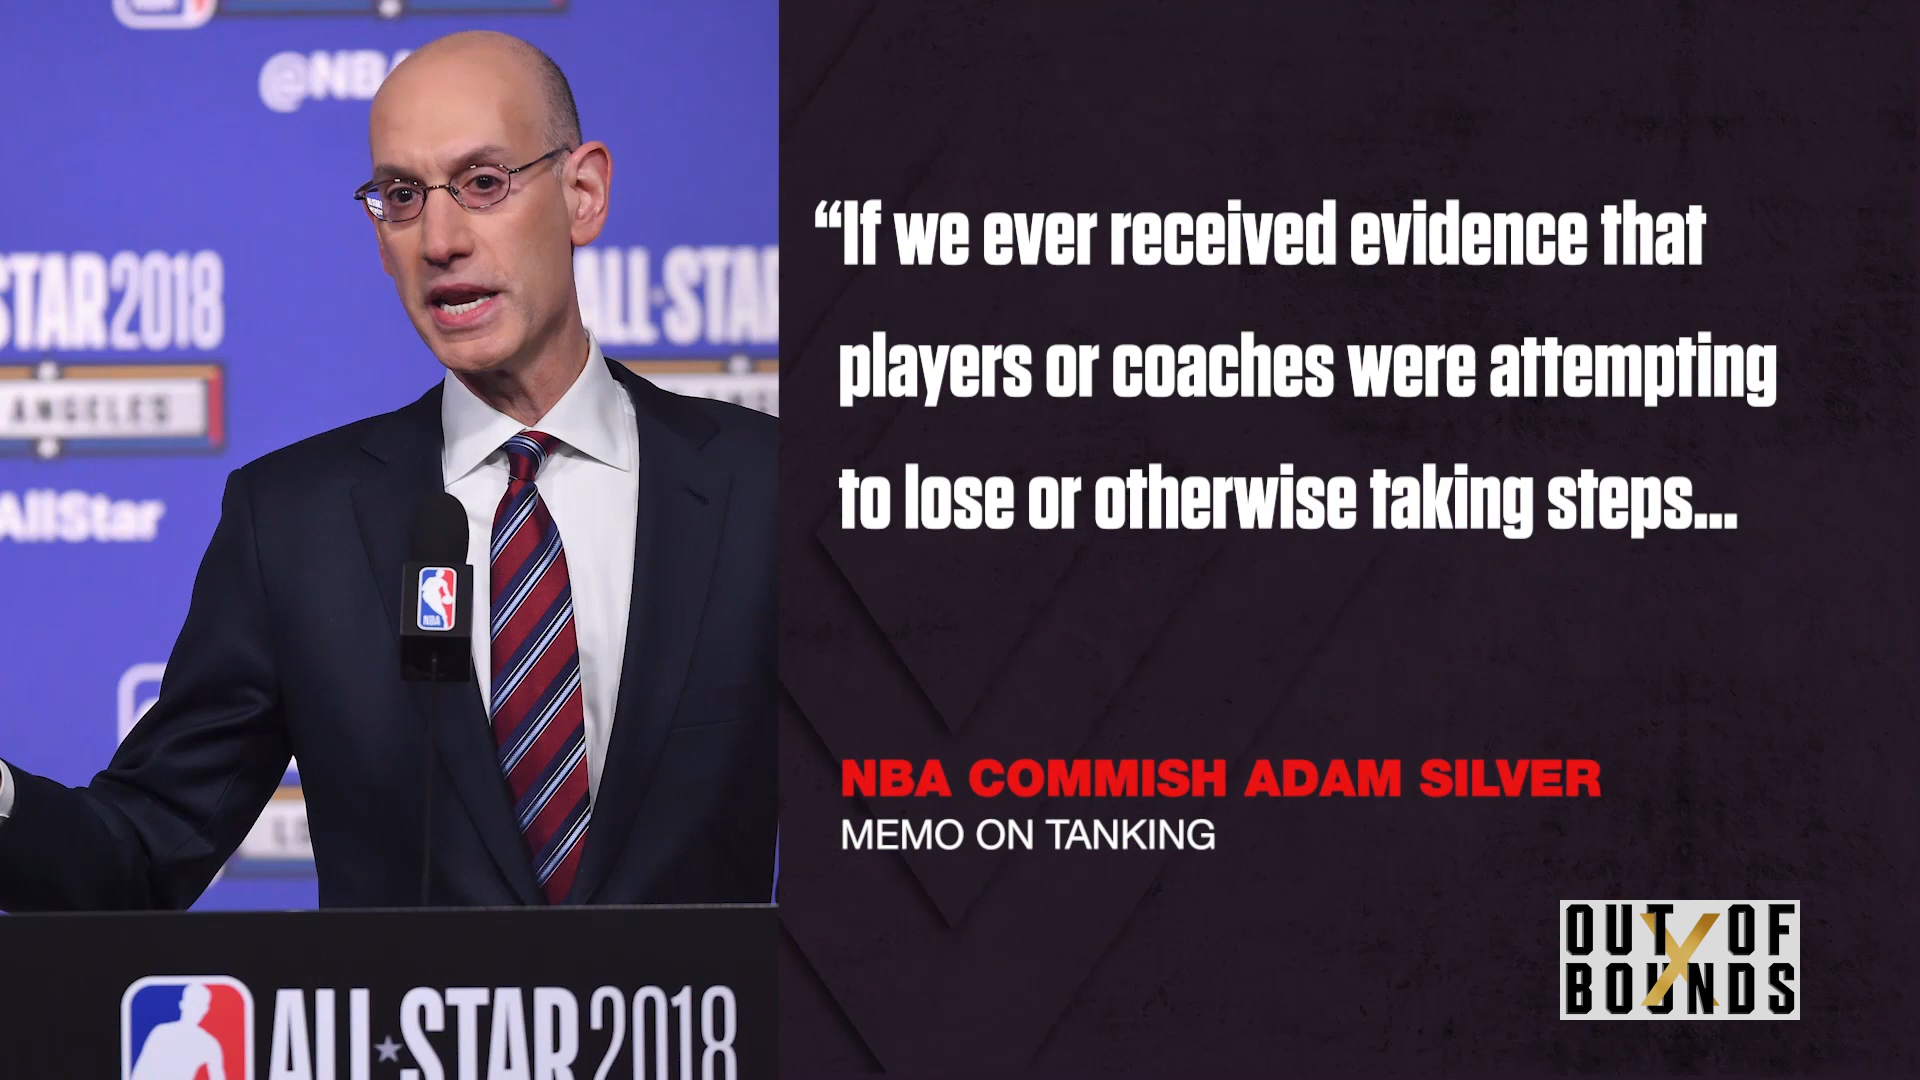 @NBA
STAR 2018
ALL-STAR
ANGELES
AllStar
NBA
ALL-STAR 2018
“If we ever received evidence that
players or coaches were attempting
to lose or otherwise taking steps...
NBA COMMISH ADAM SILVER
MEMO ON TANKING
OUT OF
BOUNDS